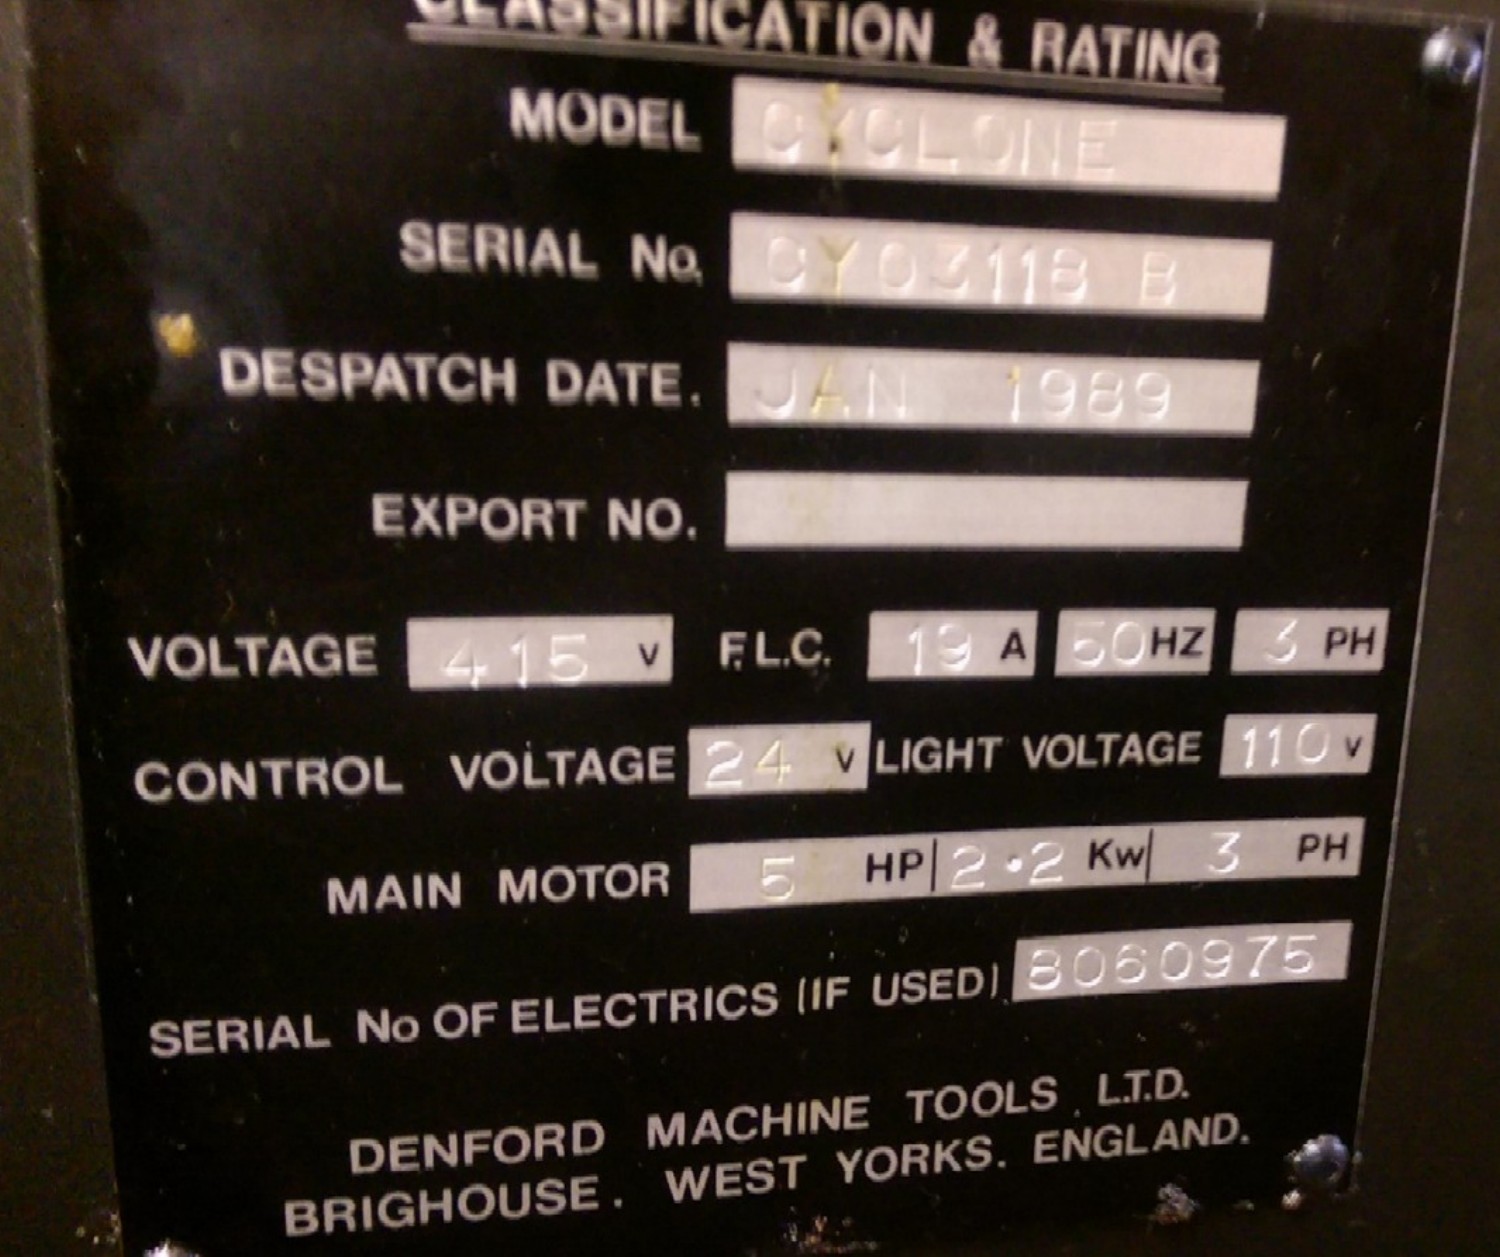 CLASSIFICATION & RATING
MODEL CYCLONE
SERIAL No. CY03118 B
DESPATCH DATE. JAN 1989
EXPORT NO.
VOLTAGE 415 V F.L.C. 19 A 50 HZ 3 PH
CONTROL VOLTAGE 24 V LIGHT VOLTAGE 110 V
MAIN MOTOR 5 HP 2.2 Kw 3 PH
SERIAL No OF ELECTRICS (IF USED). 8060975
DENFORD MACHINE TOOLS L.T.D.
BRIGHOUSE. WEST YORKS. ENGLAND.